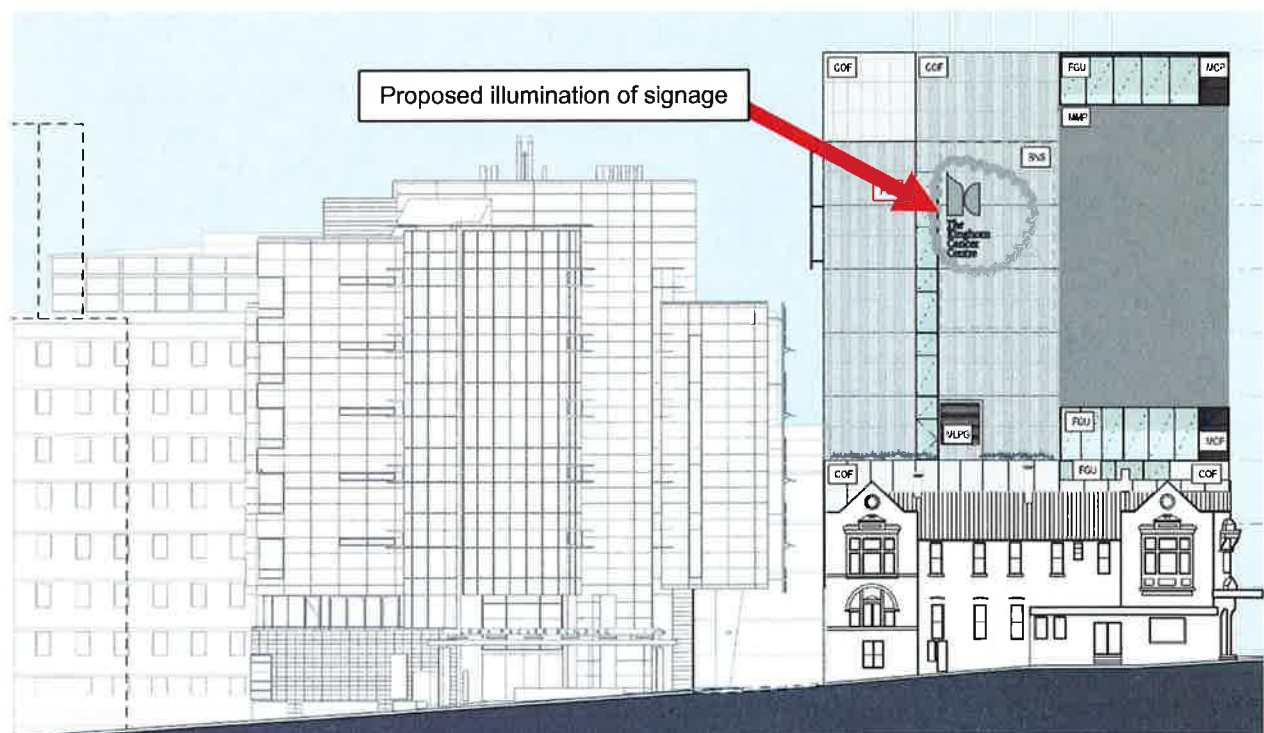 COF
COF
FGU
MCP
Proposed illumination of signage
MMP
SNS
The
Kinghorn
Cancer
Centre
MLPG
FGU
MCP
COF
FGU
COF